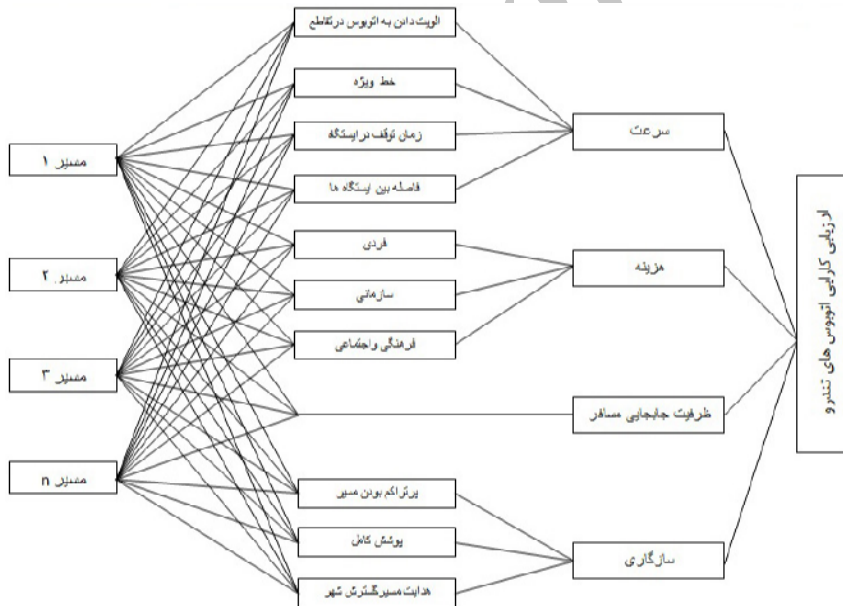 ارزیابی کارایی اتوبوس های تندرو
سرعت
هزینه
ظرفیت جابجایی مسافر
سازگاری
الویت دادن به اتوبوس در تقاطع
خط ویژه
زمان توقف در ایستگاه
فاصله بین ایستگاه ها
فردی
سازمانی
فرهنگی و اجتماعی
پرتراکم بودن مسیر
پوشش کامل
هدایت مسیر گسترش شهر
مسیر ۱
مسیر ۲
مسیر ۳
مسیر n